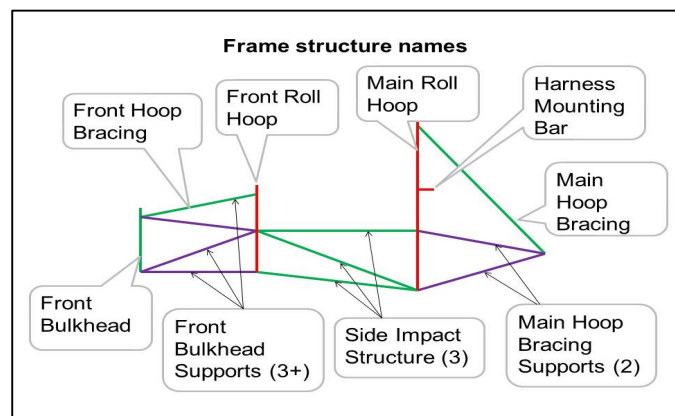 Frame structure names
Front Hoop
Bracing
Front Roll
Hoop
Main Roll
Hoop
Harness
Mounting
Bar
Main
Hoop
Bracing
Front
Bulkhead
Front
Bulkhead
Supports (3+)
Side Impact
Structure (3)
Main Hoop
Bracing
Supports (2)